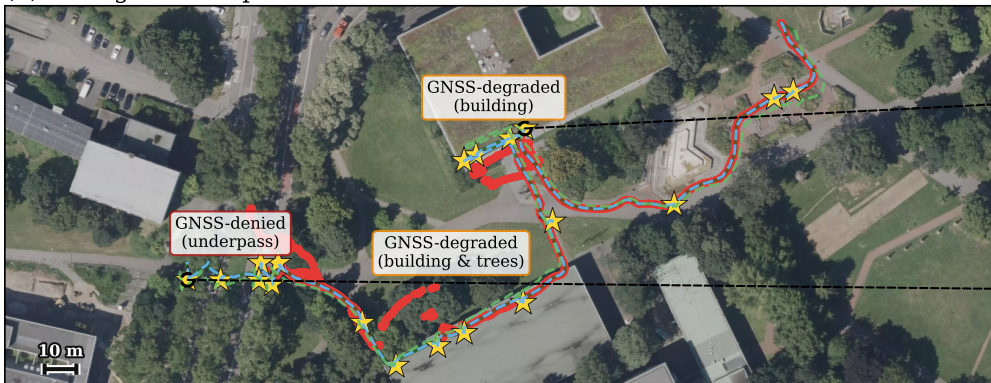 GNSS-degraded
(building)
GNSS-denied
(underpass)
GNSS-degraded
(building & trees)
10 m